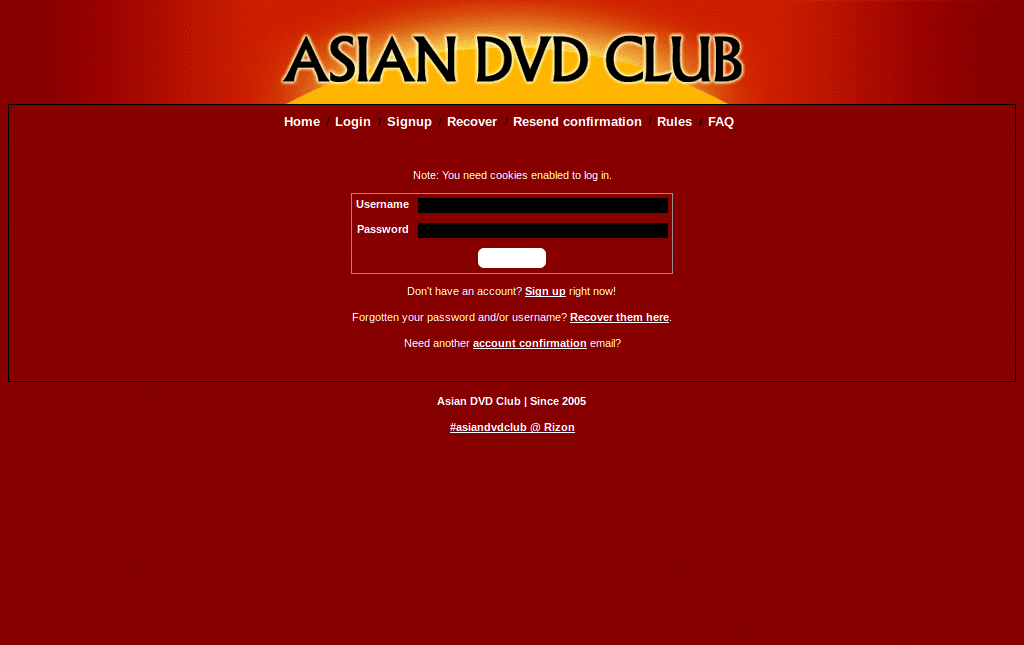 ASIAN DVD CLUB
Home / Login / Signup / Recover / Resend confirmation / Rules / FAQ
Note: You need cookies enabled to log in.
Username
Password
Don't have an account? Sign up right now!
Forgotten your password and/or username? Recover them here.
Need another account confirmation email?
Asian DVD Club | Since 2005
#asiandvdclub @ Rizon